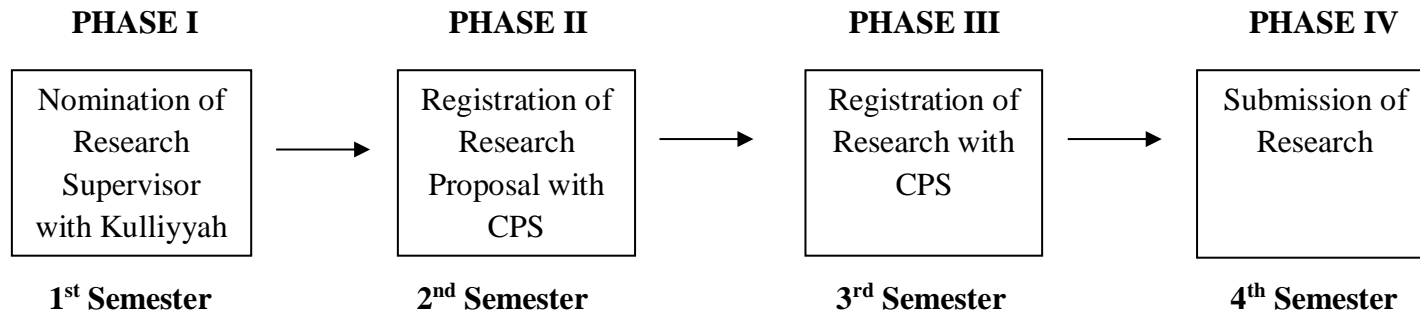 PHASE I
PHASE II
PHASE III
PHASE IV
Nomination of
Research
Supervisor
with Kulliyyah
Registration of
Research
Proposal with
CPS
Registration of
Research with
CPS
Submission of
Research
1st Semester
2nd Semester
3rd Semester
4th Semester